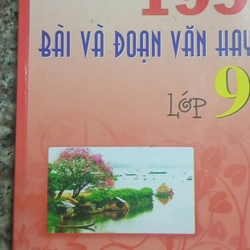 BÀI VÀ ĐOẠN VĂN HAY
LỚP 9